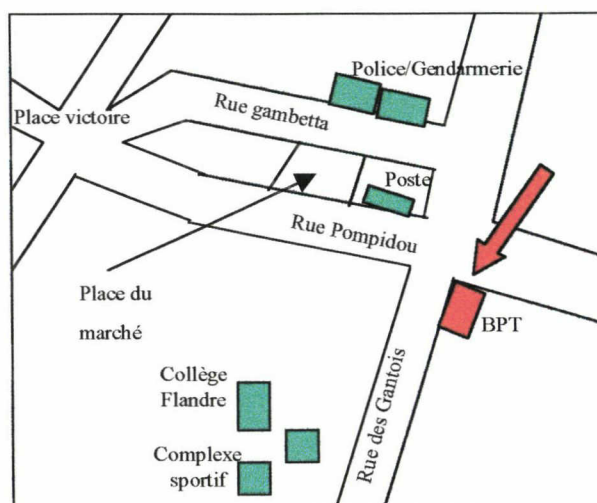 Police/Gendarmerie
Rue gambetta
Place victoire
Poste
Rue Pompidou
Place du
marché
BPT
Collège
Flandre
Rue des Gantois
Complexe
sportif